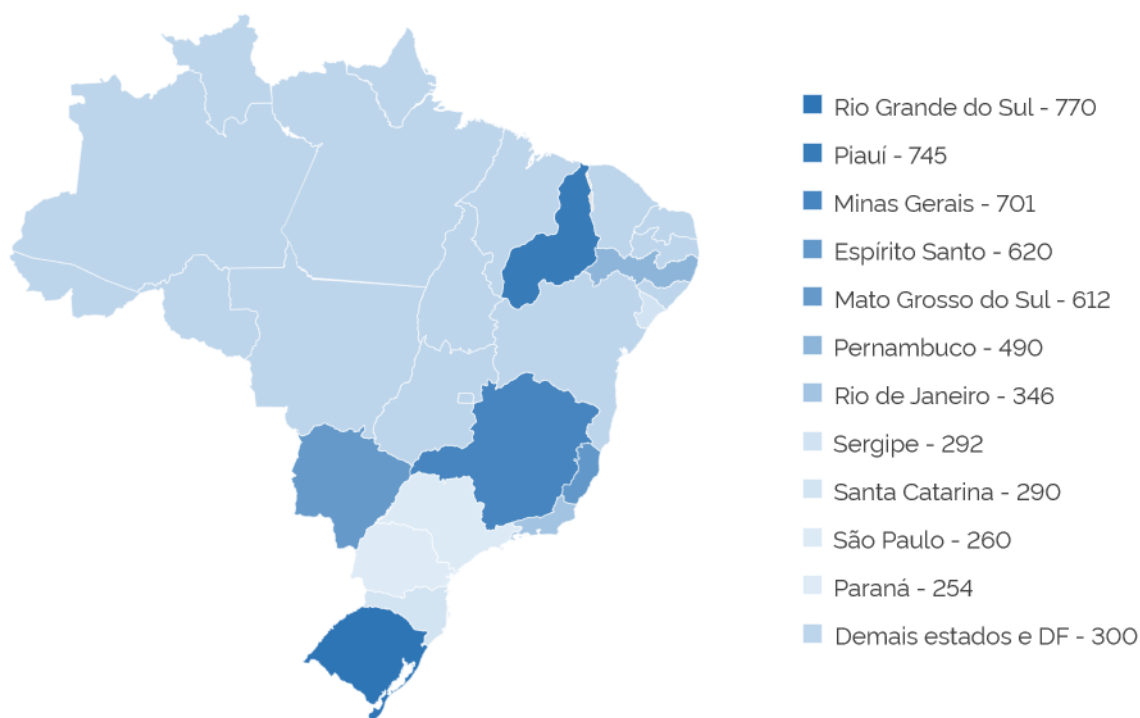 Rio Grande do Sul - 770
Piauí - 745
Minas Gerais - 701
Espírito Santo - 620
Mato Grosso do Sul - 612
Pernambuco - 490
Rio de Janeiro - 346
Sergipe - 292
Santa Catarina - 290
São Paulo - 260
Paraná - 254
Demais estados e DF - 300